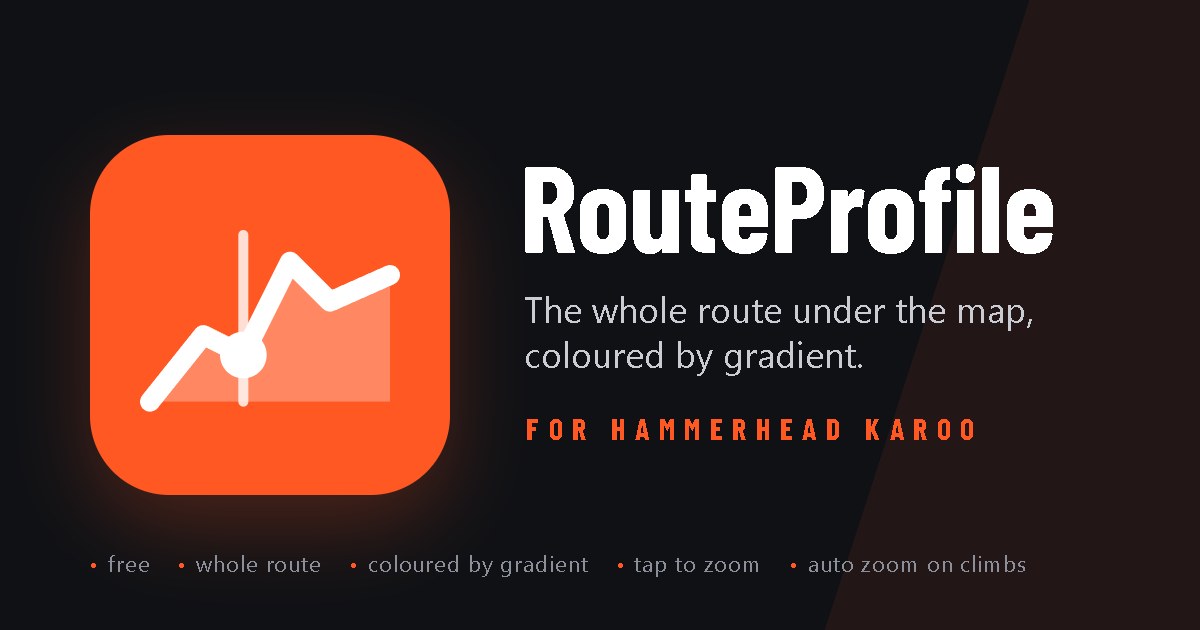 RouteProfile
The whole route under the map,
coloured by gradient.
FOR HAMMERHEAD KAROO
• free • whole route • coloured by gradient • tap to zoom • auto zoom on climbs